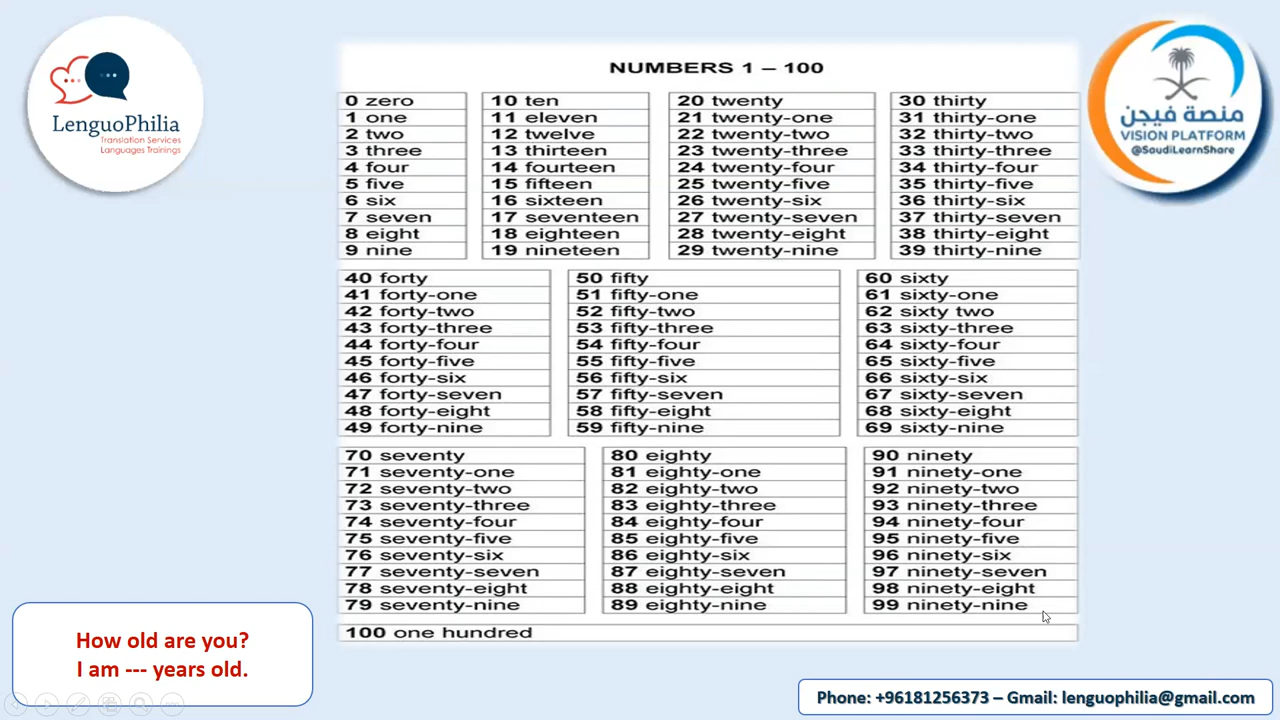 LenguoPhilia
Translation Services
Languages Trainings
منصة فيجن
VISION PLATFORM
@SaudiLearnShare
NUMBERS 1 – 100
0 zero
1 one
2 two
3 three
4 four
5 five
6 six
7 seven
8 eight
9 nine
10 ten
11 eleven
12 twelve
13 thirteen
14 fourteen
15 fifteen
16 sixteen
17 seventeen
18 eighteen
19 nineteen
20 twenty
21 twenty-one
22 twenty-two
23 twenty-three
24 twenty-four
25 twenty-five
26 twenty-six
27 twenty-seven
28 twenty-eight
29 twenty-nine
30 thirty
31 thirty-one
32 thirty-two
33 thirty-three
34 thirty-four
35 thirty-five
36 thirty-six
37 thirty-seven
38 thirty-eight
39 thirty-nine
40 forty
41 forty-one
42 forty-two
43 forty-three
44 forty-four
45 forty-five
46 forty-six
47 forty-seven
48 forty-eight
49 forty-nine
50 fifty
51 fifty-one
52 fifty-two
53 fifty-three
54 fifty-four
55 fifty-five
56 fifty-six
57 fifty-seven
58 fifty-eight
59 fifty-nine
60 sixty
61 sixty-one
62 sixty two
63 sixty-three
64 sixty-four
65 sixty-five
66 sixty-six
67 sixty-seven
68 sixty-eight
69 sixty-nine
70 seventy
71 seventy-one
72 seventy-two
73 seventy-three
74 seventy-four
75 seventy-five
76 seventy-six
77 seventy-seven
78 seventy-eight
79 seventy-nine
80 eighty
81 eighty-one
82 eighty-two
83 eighty-three
84 eighty-four
85 eighty-five
86 eighty-six
87 eighty-seven
88 eighty-eight
89 eighty-nine
90 ninety
91 ninety-one
92 ninety-two
93 ninety-three
94 ninety-four
95 ninety-five
96 ninety-six
97 ninety-seven
98 ninety-eight
99 ninety-nine
100 one hundred
How old are you?
I am --- years old.
Phone: +96181256373 – Gmail: lenguophilia@gmail.com